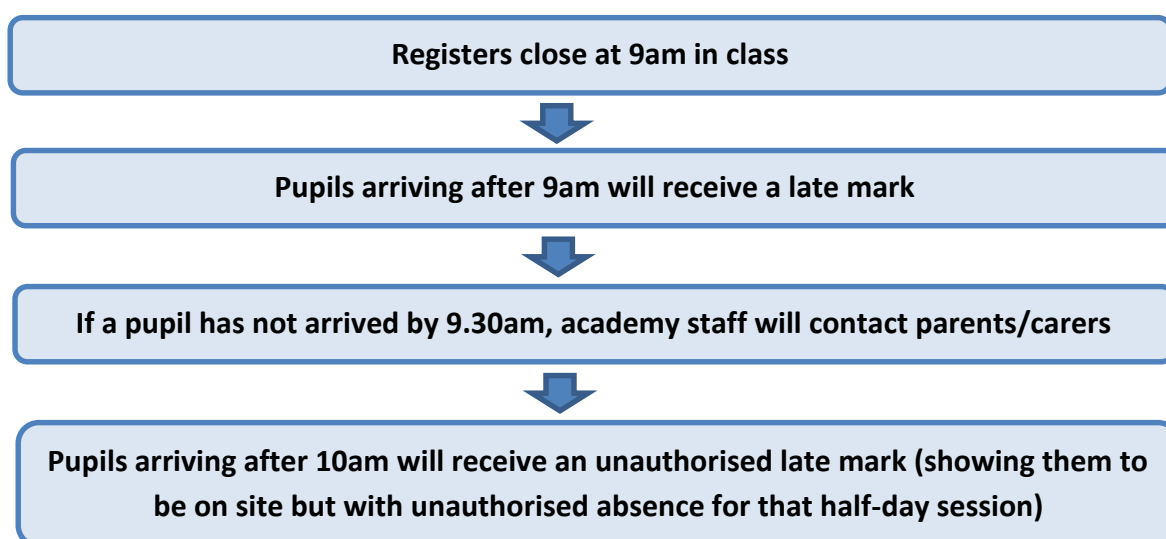 Registers close at 9am in class
Pupils arriving after 9am will receive a late mark
If a pupil has not arrived by 9.30am, academy staff will contact parents/carers
Pupils arriving after 10am will receive an unauthorised late mark (showing them to
be on site but with unauthorised absence for that half-day session)